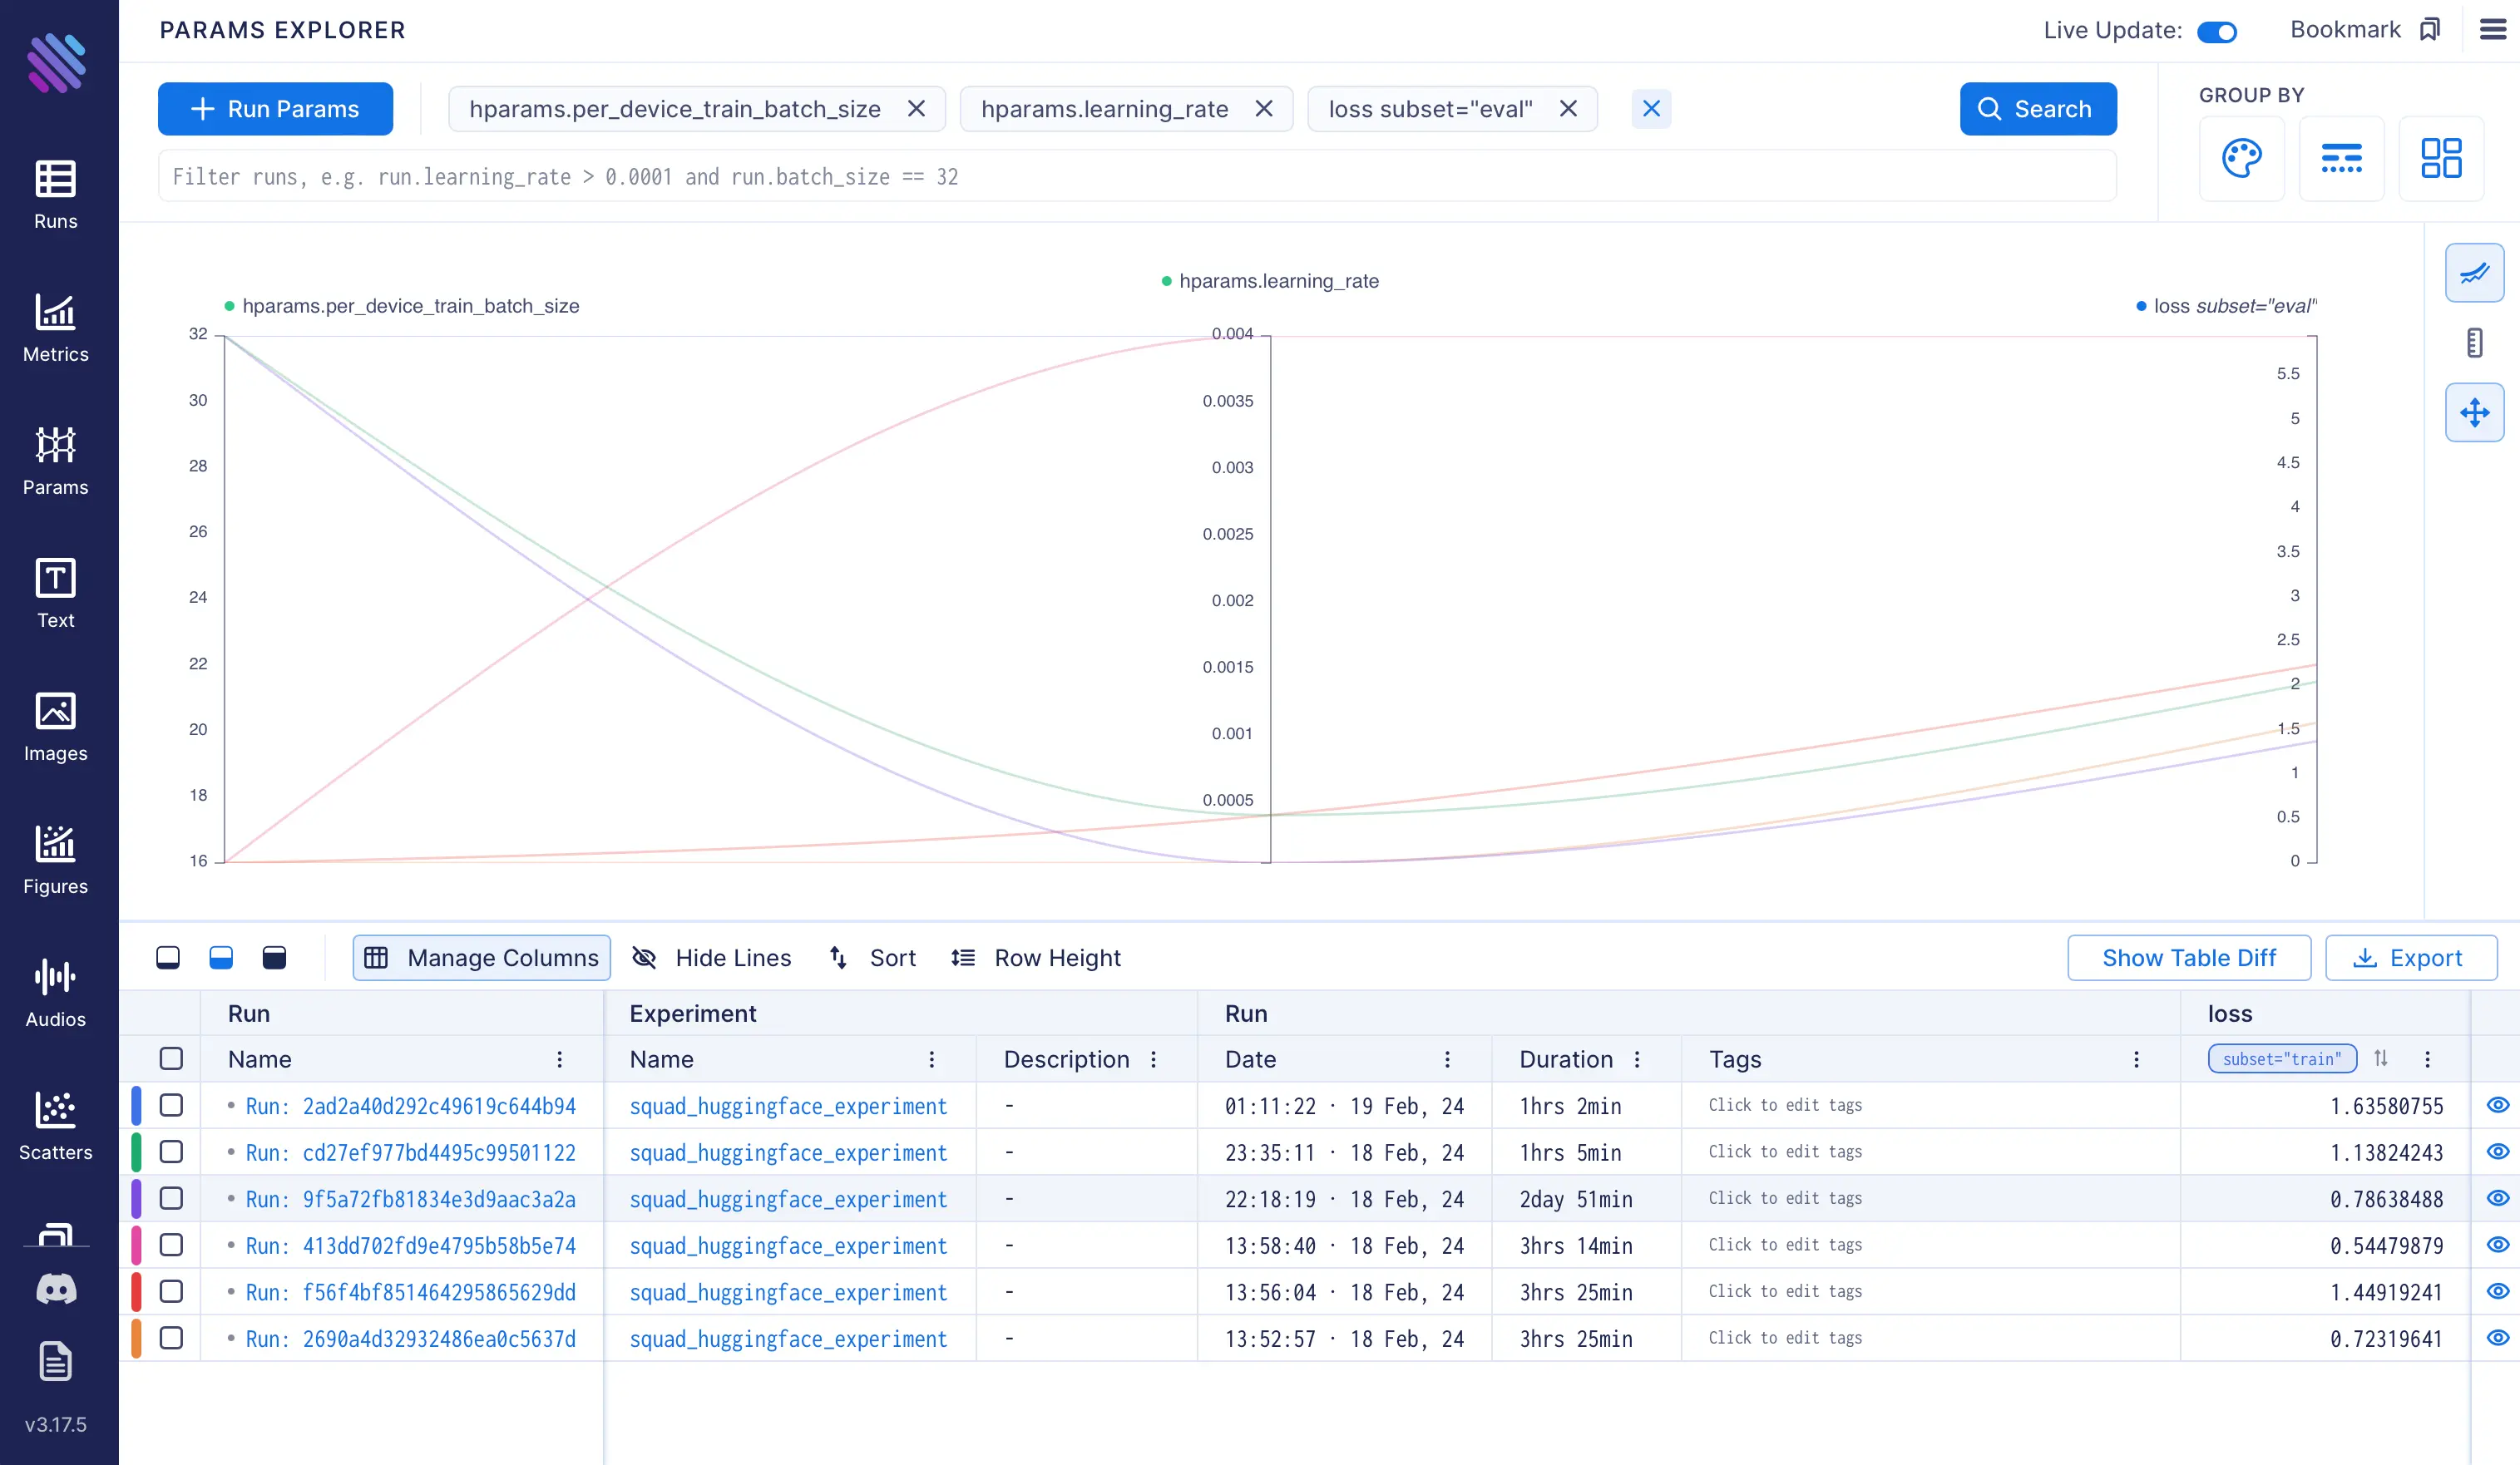 PARAMS EXPLORER
Live Update:
Bookmark
Run Params
hparams.per_device_train_batch_size
hparams.learning_rate
loss subset="eval"
Search
GROUP BY
Filter runs, e.g. run.learning_rate > 0.0001 and run.batch_size == 32
Runs
Metrics
Params
Text
Images
Figures
Audios
Scatters
v3.17.5
hparams.per_device_train_batch_size
hparams.learning_rate
loss subset="eval"
32
30
28
26
24
22
20
18
16
0.004
0.0035
0.003
0.0025
0.002
0.0015
0.001
0.0005
5.5
5
4.5
4
3.5
3
2.5
2
1.5
1
0.5
0
Manage Columns
Hide Lines
Sort
Row Height
Show Table Diff
Export
Run Experiment Run loss
Name Name Description Date Duration Tags subset="train"
Run: 2ad2a40d292c49619c644b94 squad_huggingface_experiment - 01:11:22 · 19 Feb, 24 1hrs 2min Click to edit tags 1.63580755
Run: cd27ef977bd4495c99501122 squad_huggingface_experiment - 23:35:11 · 18 Feb, 24 1hrs 5min Click to edit tags 1.13824243
Run: 9f5a72fb81834e3d9aac3a2a squad_huggingface_experiment - 22:18:19 · 18 Feb, 24 2day 51min Click to edit tags 0.78638488
Run: 413dd702fd9e4795b58b5e74 squad_huggingface_experiment - 13:58:40 · 18 Feb, 24 3hrs 14min Click to edit tags 0.54479879
Run: f56f4bf851464295865629dd squad_huggingface_experiment - 13:56:04 · 18 Feb, 24 3hrs 25min Click to edit tags 1.44919241
Run: 2690a4d32932486ea0c5637d squad_huggingface_experiment - 13:52:57 · 18 Feb, 24 3hrs 25min Click to edit tags 0.72319641